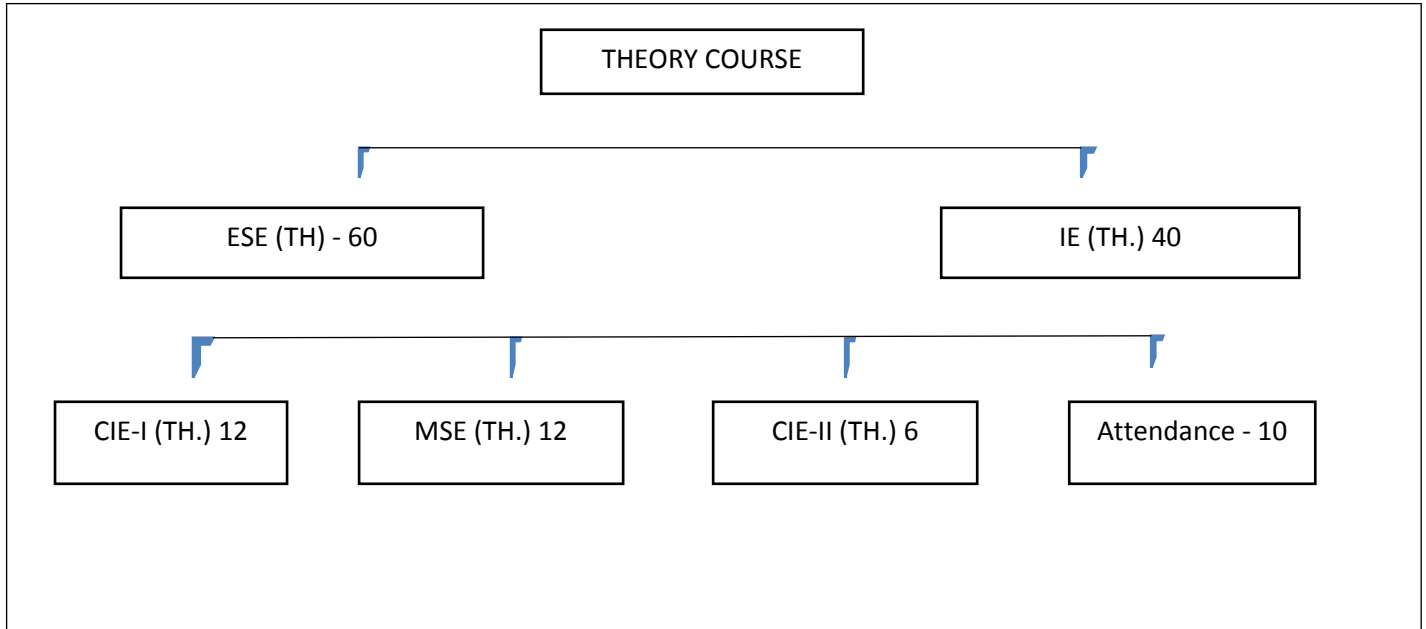 THEORY COURSE
ESE (TH) - 60
IE (TH.) 40
CIE-I (TH.) 12
MSE (TH.) 12
CIE-II (TH.) 6
Attendance - 10